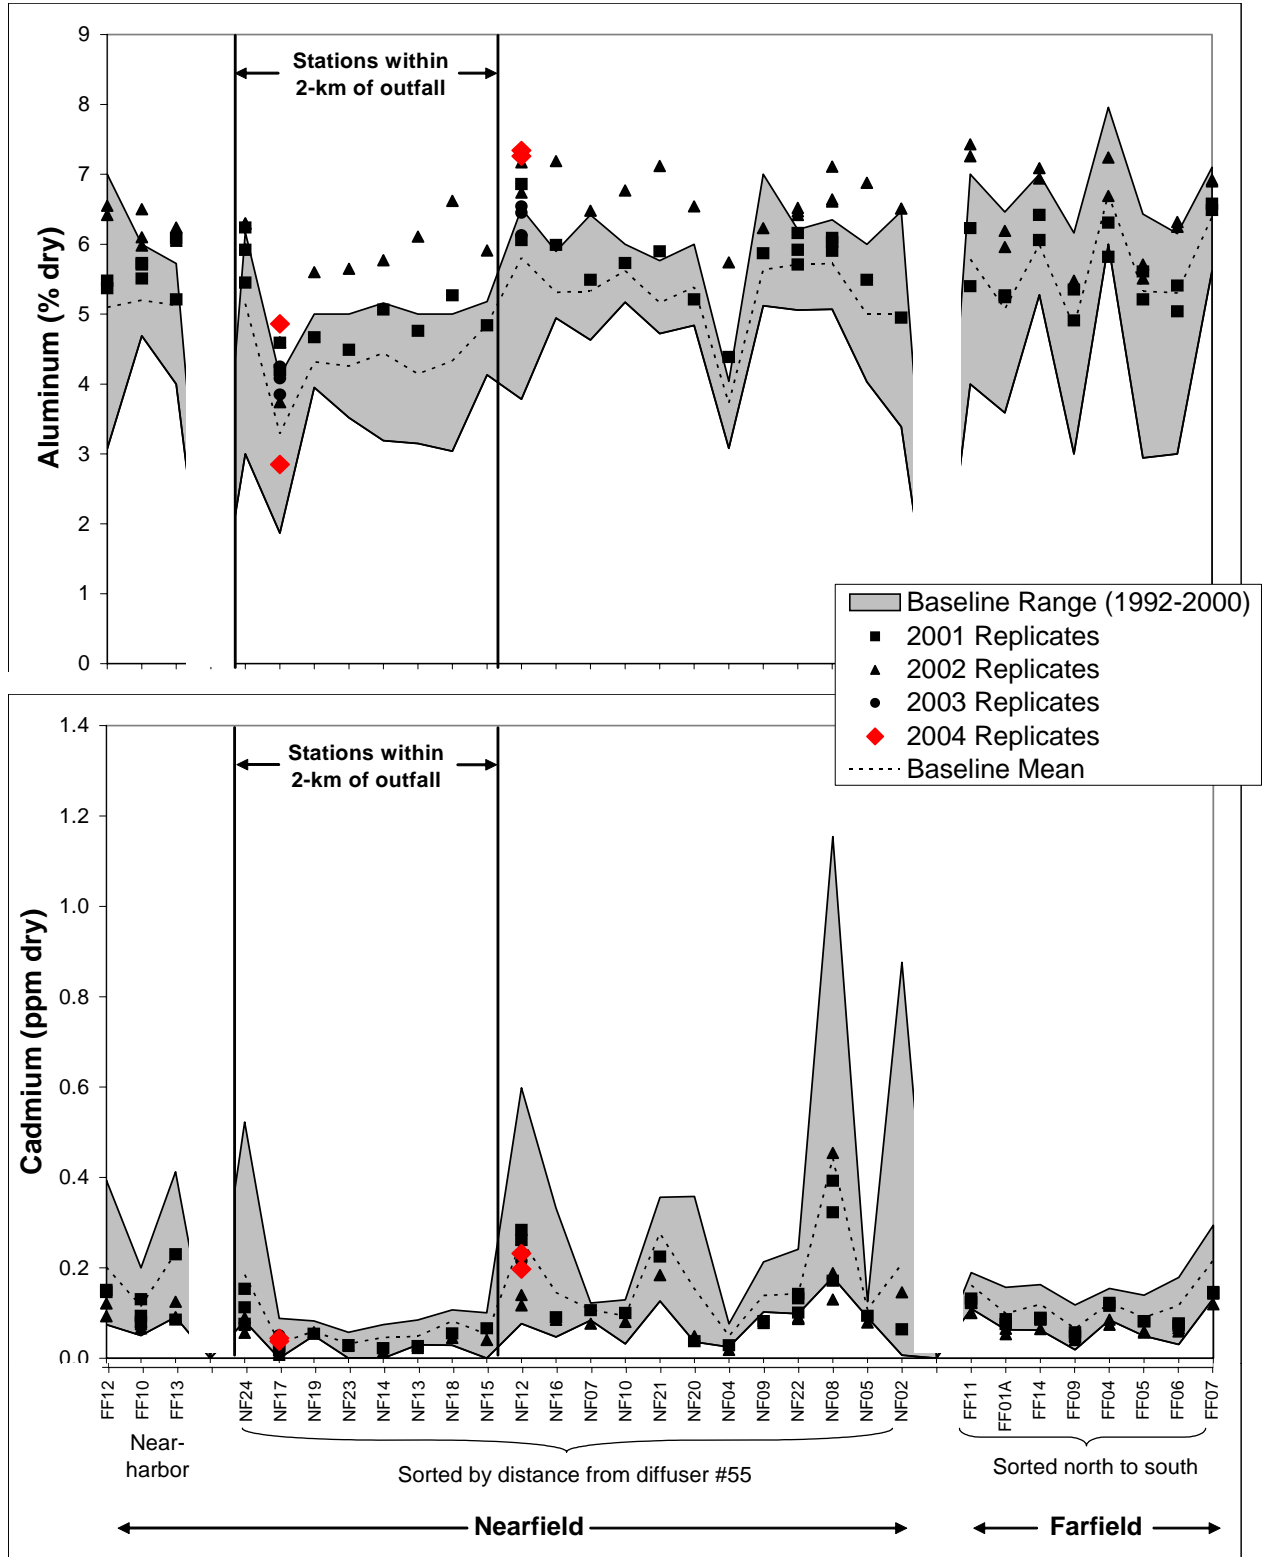 Aluminum (% dry)
9
8
7
6
5
4
3
2
1
0
Stations within
2-km of outfall
Baseline Range (1992-2000)
2001 Replicates
2002 Replicates
2003 Replicates
2004 Replicates
Baseline Mean
Cadmium (ppm dry)
1.4
1.2
1.0
0.8
0.6
0.4
0.2
0.0
Stations within
2-km of outfall
FF12
FF10
FF13
NF24
NF17
NF19
NF23
NF14
NF13
NF18
NF15
NF12
NF16
NF07
NF10
NF21
NF20
NF04
NF09
NF22
NF08
NF05
NF02
FF11
FF01A
FF14
FF09
FF04
FF05
FF06
FF07
Near-
harbor
Sorted by distance from diffuser #55
Sorted north to south
Nearfield
Farfield